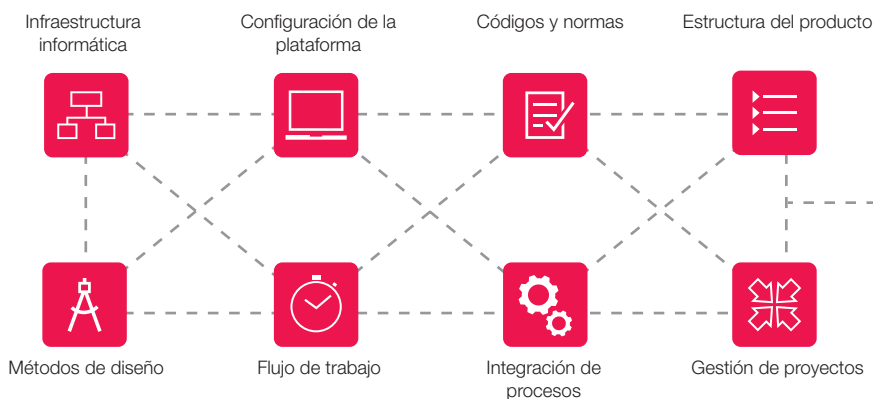 Infraestructura
informática
Configuración de la
plataforma
Códigos y normas
Estructura del producto
Métodos de diseño
Flujo de trabajo
Integración de
procesos
Gestión de proyectos